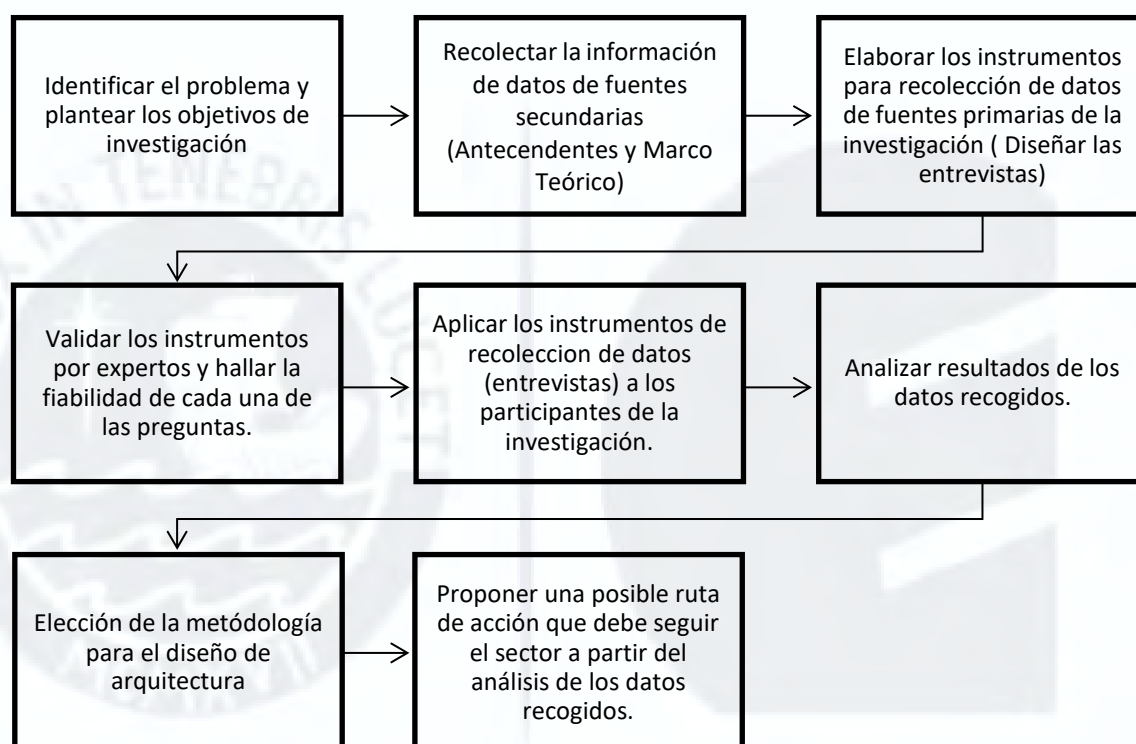 Identificar el problema y
plantear los objetivos de
investigación
Recolectar la información
de datos de fuentes
secundarias
(Antecendentes y Marco
Teórico)
Elaborar los instrumentos
para recolección de datos
de fuentes primarias de la
investigación ( Diseñar las
entrevistas)
Validar los instrumentos
por expertos y hallar la
fiabilidad de cada una de
las preguntas.
Aplicar los instrumentos de
recoleccion de datos
(entrevistas) a los
participantes de la
investigación.
Analizar resultados de los
datos recogidos.
Elección de la metódología
para el diseño de
arquitectura
Proponer una posible ruta
de acción que debe seguir
el sector a partir del
análisis de los datos
recogidos.
IN TENEBRIS LUCET